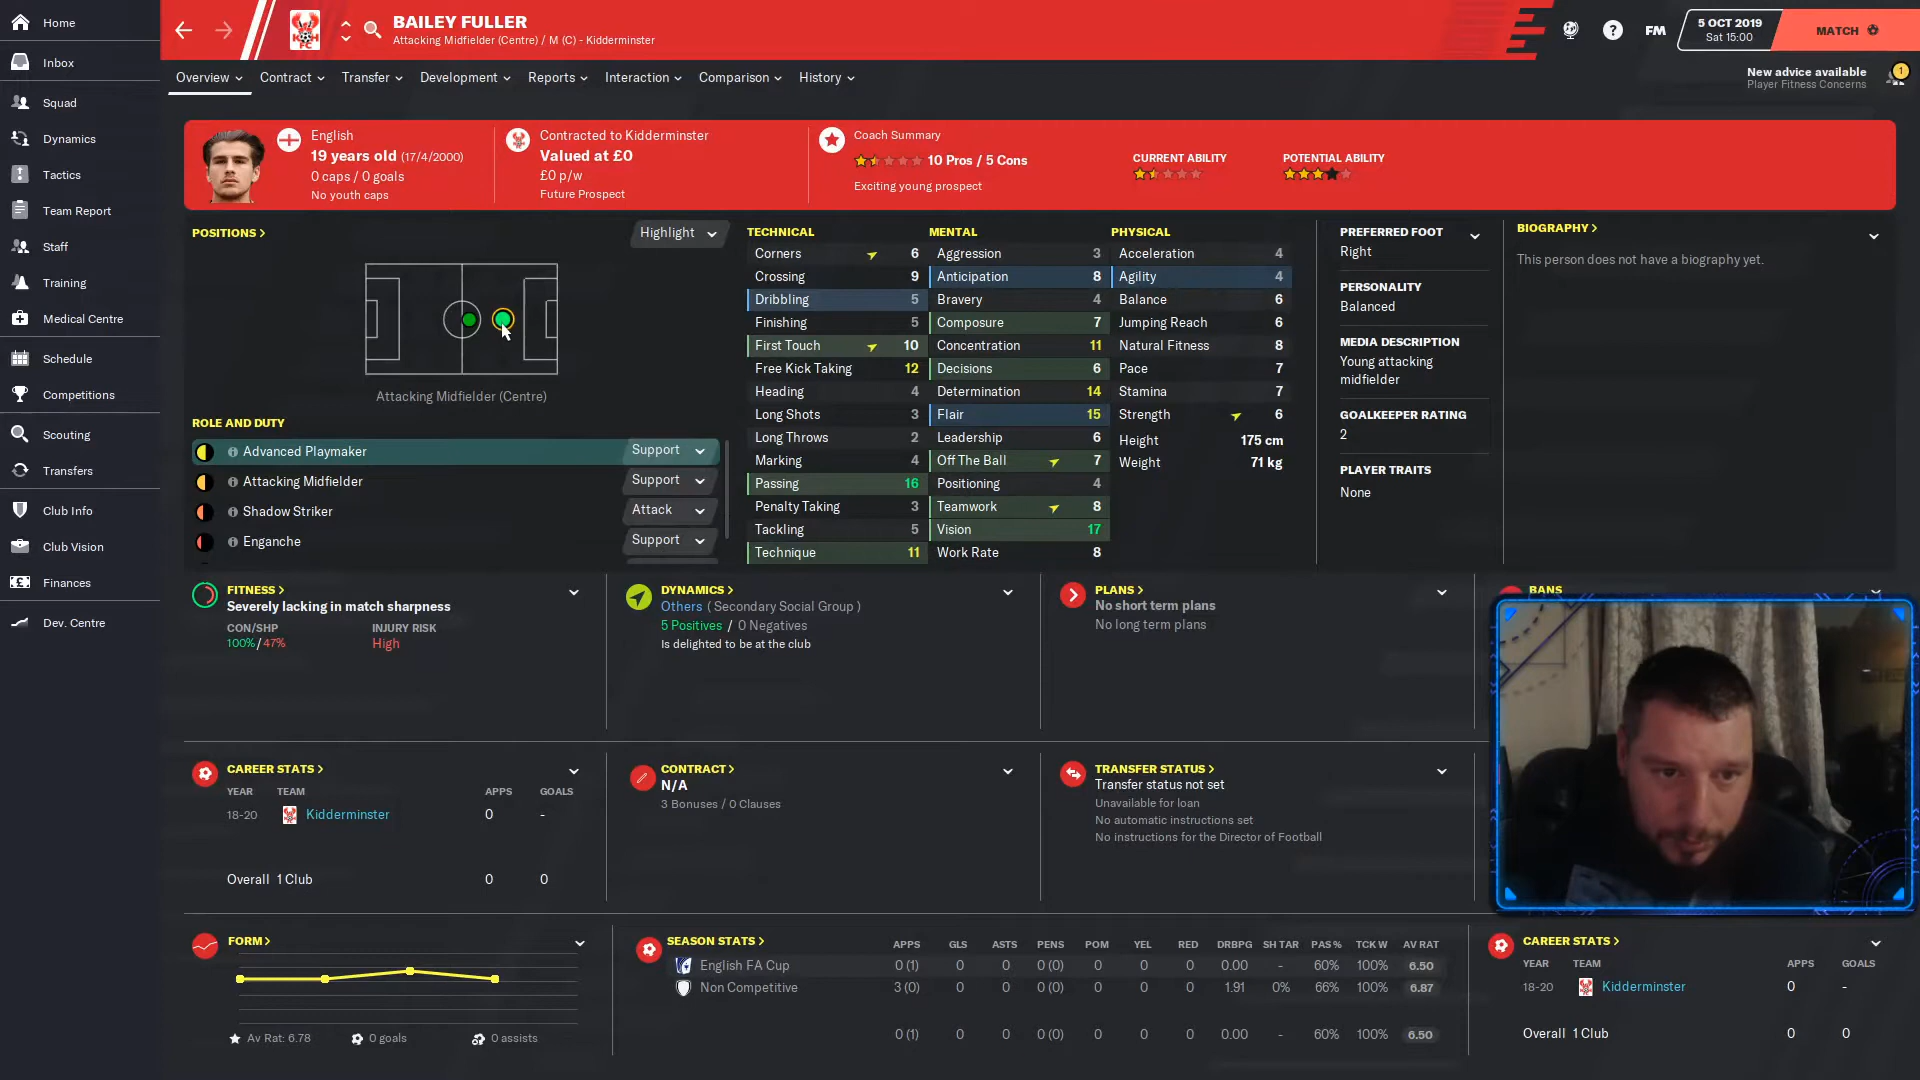 Home
Inbox
Squad
Dynamics
Tactics
Team Report
Staff
Training
Medical Centre
Schedule
Competitions
Scouting
Transfers
Club Info
Club Vision
Finances
Dev. Centre
BAILEY FULLER
Attacking Midfielder (Centre) / M (C) - Kidderminster
FM
5 OCT 2019
Sat 15:00
MATCH
Overview Contract Transfer Development Reports Interaction Comparison History
New advice available
Player Fitness Concerns
1
English
19 years old (17/4/2000)
0 caps / 0 goals
No youth caps
Contracted to Kidderminster
Valued at £0
£0 p/w
Future Prospect
Coach Summary
10 Pros / 5 Cons
Exciting young prospect
CURRENT ABILITY
POTENTIAL ABILITY
POSITIONS >
Highlight
Attacking Midfielder (Centre)
ROLE AND DUTY
Advanced Playmaker Support
Attacking Midfielder Support
Shadow Striker Attack
Enganche Support
TECHNICAL
Corners 6
Crossing 9
Dribbling 5
Finishing 5
First Touch 10
Free Kick Taking 12
Heading 4
Long Shots 3
Long Throws 2
Marking 4
Passing 16
Penalty Taking 3
Tackling 5
Technique 11
MENTAL
Aggression 3
Anticipation 8
Bravery 4
Composure 7
Concentration 11
Decisions 6
Determination 14
Flair 15
Leadership 6
Off The Ball 7
Positioning 4
Teamwork 8
Vision 17
Work Rate 8
PHYSICAL
Acceleration 4
Agility 4
Balance 6
Jumping Reach 6
Natural Fitness 8
Pace 7
Stamina 7
Strength 6
Height 175 cm
Weight 71 kg
PREFERRED FOOT
Right
PERSONALITY
Balanced
MEDIA DESCRIPTION
Young attacking
midfielder
GOALKEEPER RATING
2
PLAYER TRAITS
None
BIOGRAPHY >
This person does not have a biography yet.
FITNESS >
Severely lacking in match sharpness
CON/SHP INJURY RISK
100%/47% High
DYNAMICS >
Others ( Secondary Social Group )
5 Positives / 0 Negatives
Is delighted to be at the club
PLANS >
No short term plans
No long term plans
BANS
CAREER STATS >
YEAR TEAM APPS GOALS
18-20 Kidderminster 0 -
Overall 1 Club 0 0
CONTRACT >
N/A
3 Bonuses / 0 Clauses
TRANSFER STATUS >
Transfer status not set
Unavailable for loan
No automatic instructions set
No instructions for the Director of Football
FORM >
Av Rat: 6.78 0 goals 0 assists
SEASON STATS > APPS GLS ASTS PENS POM YEL RED DRBPG SH TAR PAS % TCK W AV RAT
English FA Cup 0 (1) 0 0 0 (0) 0 0 0 0.00 - 60% 100% 6.50
Non Competitive 3 (0) 0 0 0 (0) 0 0 0 1.91 0% 66% 100% 6.87
0 (1) 0 0 0 (0) 0 0 0 0.00 - 60% 100% 6.50
CAREER STATS >
YEAR TEAM APPS GOALS
18-20 Kidderminster 0 -
Overall 1 Club 0 0